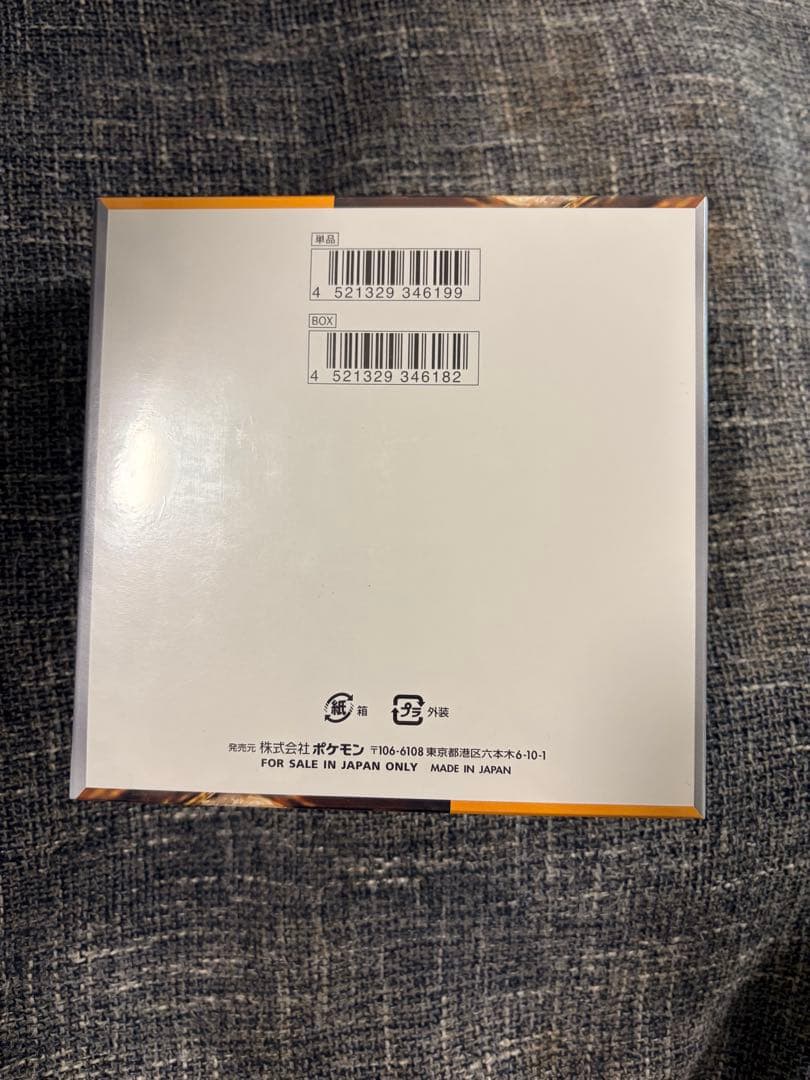 単品
4 521329 346199
BOX
4 521329 346182
紙 箱 プラ 外装
発売元 株式会社ポケモン 〒106-6108 東京都港区六本木6-10-1
FOR SALE IN JAPAN ONLY MADE IN JAPAN